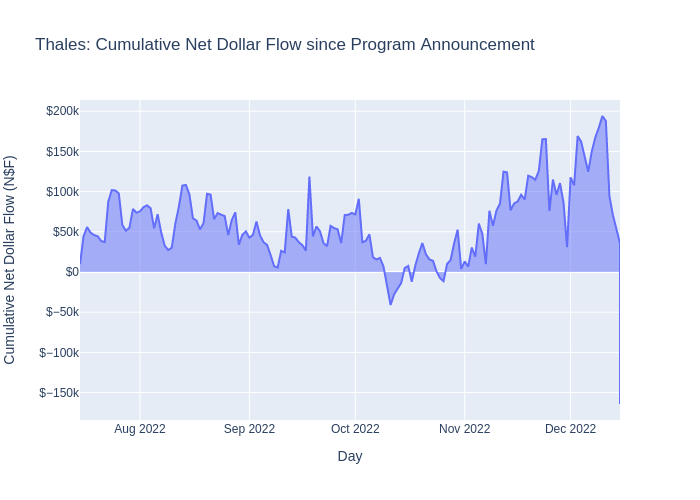 Thales: Cumulative Net Dollar Flow since Program Announcement
Cumulative Net Dollar Flow (N$F)
$200k
$150k
$100k
$50k
$0
$−50k
$−100k
$−150k
Aug 2022
Sep 2022
Oct 2022
Nov 2022
Dec 2022
Day